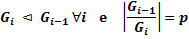 G_i ⊲ G_{i-1} ∀i e |G_{i-1}/G_i| = p